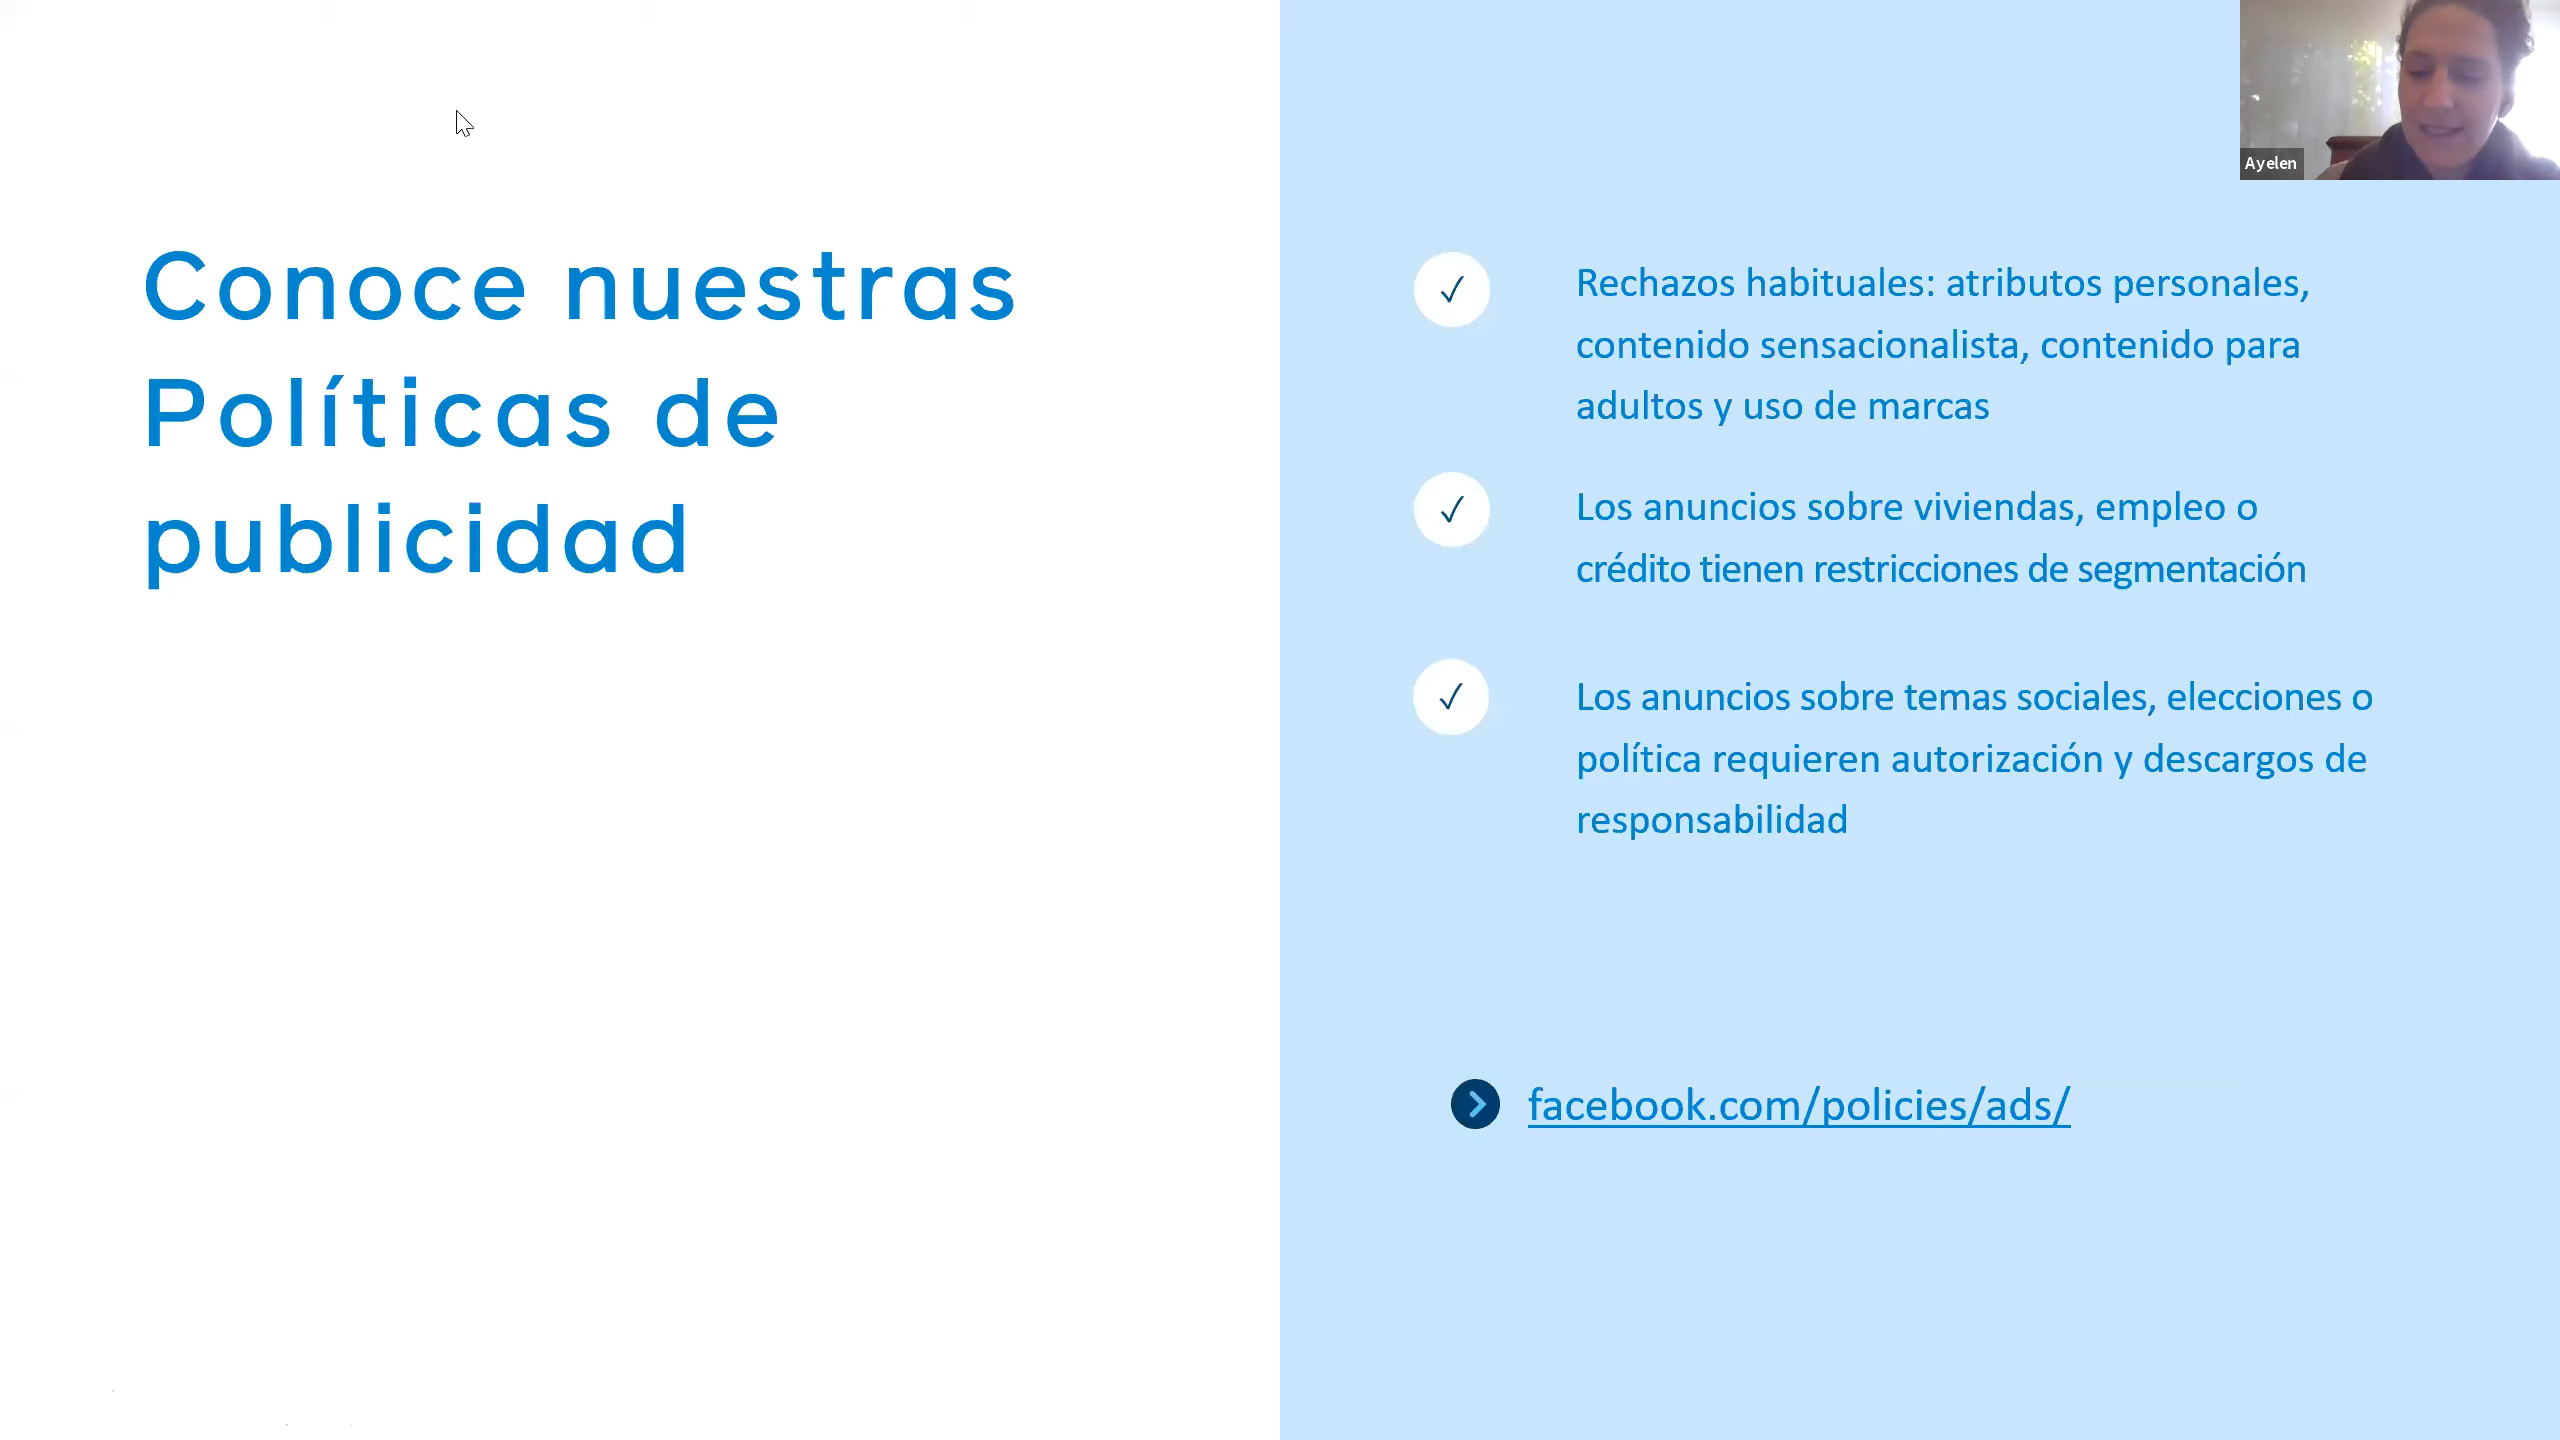 Conoce nuestras
Políticas de
publicidad
Ayelen
Rechazos habituales: atributos personales,
contenido sensacionalista, contenido para
adultos y uso de marcas
Los anuncios sobre viviendas, empleo o
crédito tienen restricciones de segmentación
Los anuncios sobre temas sociales, elecciones o
política requieren autorización y descargos de
responsabilidad
facebook.com/policies/ads/